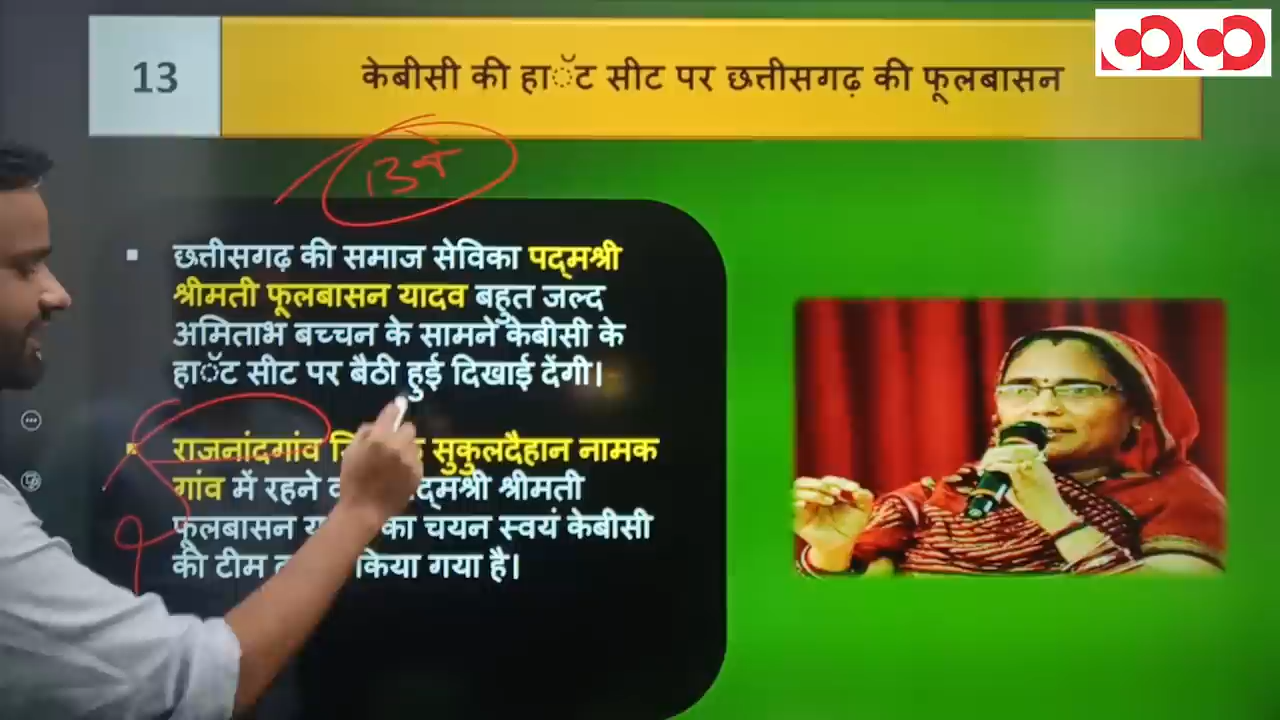 13
केबीसी की हाॅट सीट पर छत्तीसगढ़ की फूलबासन
छत्तीसगढ़ की समाज सेविका पद्मश्री
श्रीमती फूलबासन यादव बहुत जल्द
अमिताभ बच्चन के सामने केबीसी के
हाॅट सीट पर बैठी हुई दिखाई देंगी।
राजनांदगांव सुकुलदैहान नामक
गांव में रहने पद्मश्री श्रीमती
फूलबासन का चयन स्वयं केबीसी
की टीम किया गया है।